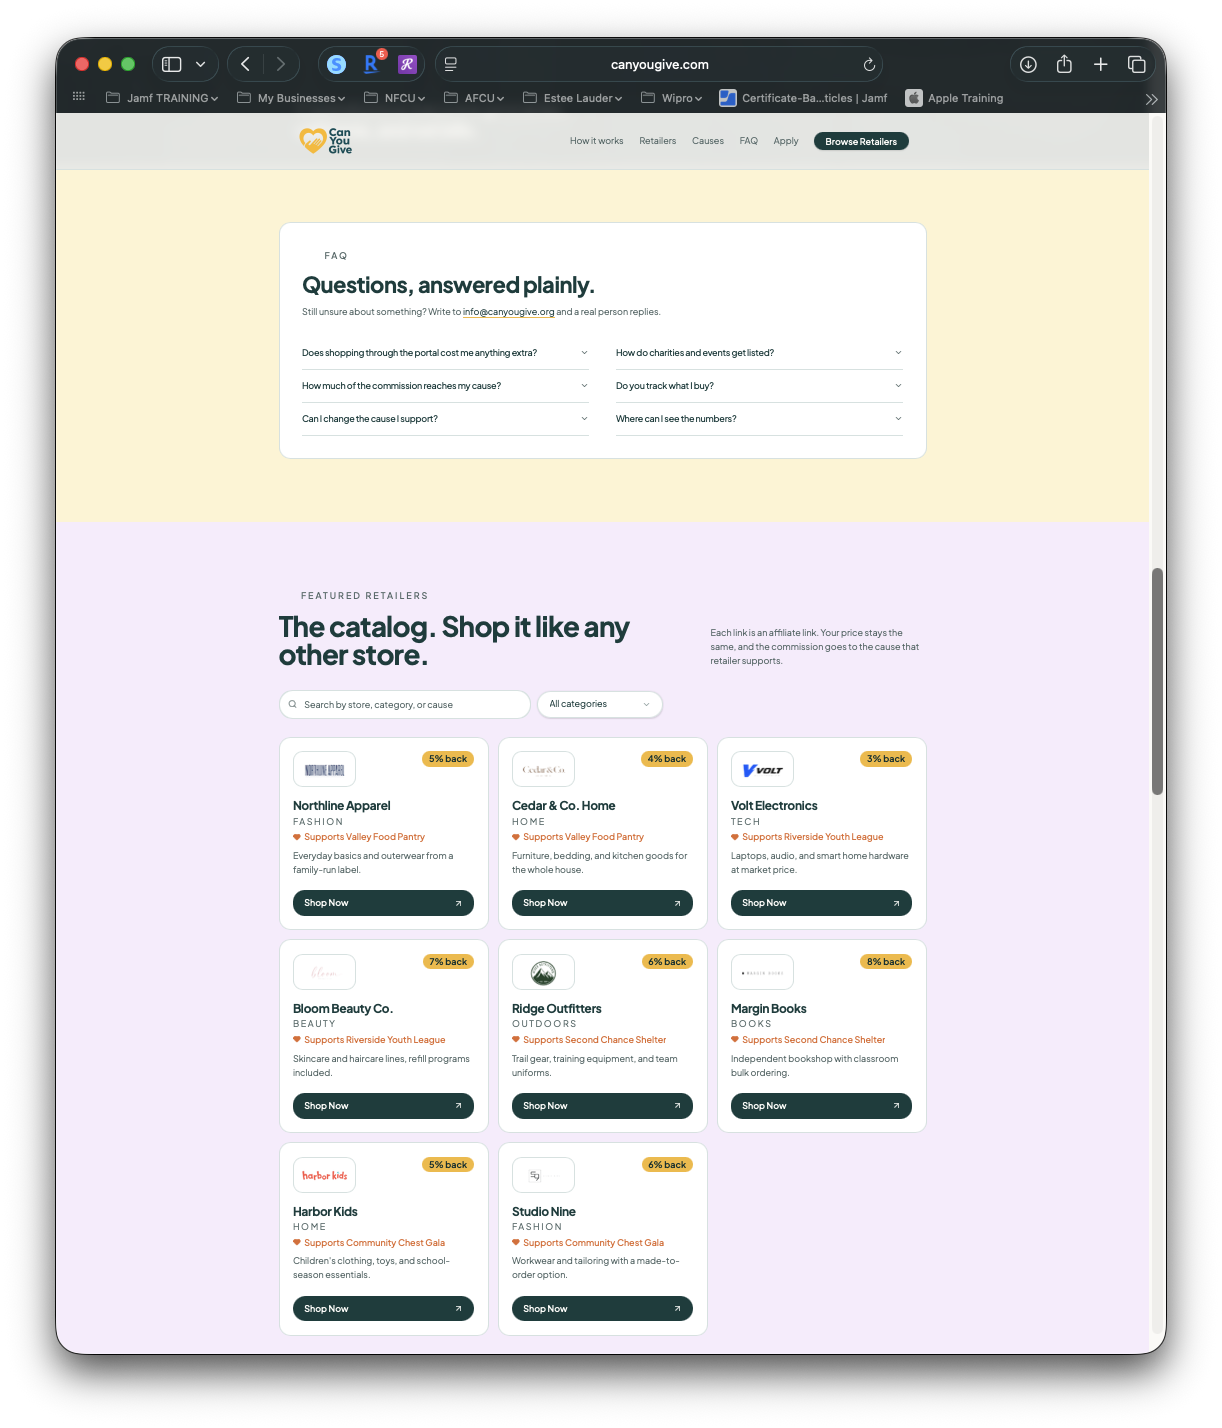 5
canyougive.com
Jamf TRAINING
My Businesses
NFCU
AFCU
Estee Lauder
Wipro
Certificate-Ba...ticles | Jamf
Apple Training
Can You Give
How it works
Retailers
Causes
FAQ
Apply
Browse Retailers
FAQ
Questions, answered plainly.
Still unsure about something? Write to info@canyougive.org and a real person replies.
Does shopping through the portal cost me anything extra?
How do charities and events get listed?
How much of the commission reaches my cause?
Do you track what I buy?
Can I change the cause I support?
Where can I see the numbers?
FEATURED RETAILERS
The catalog. Shop it like any
other store.
Each link is an affiliate link. Your price stays the
same, and the commission goes to the cause that
retailer supports.
Search by store, category, or cause
All categories
NORTHLINE APPAREL
5% back
Northline Apparel
FASHION
Supports Valley Food Pantry
Everyday basics and outerwear from a
family-run label.
Shop Now
Cedar & Co
4% back
Cedar & Co. Home
HOME
Supports Valley Food Pantry
Furniture, bedding, and kitchen goods for
the whole house.
Shop Now
VOLT
3% back
Volt Electronics
TECH
Supports Riverside Youth League
Laptops, audio, and smart home hardware
at market price.
Shop Now
bloom
7% back
Bloom Beauty Co.
BEAUTY
Supports Riverside Youth League
Skincare and haircare lines, refill programs
included.
Shop Now
6% back
Ridge Outfitters
OUTDOORS
Supports Second Chance Shelter
Trail gear, training equipment, and team
uniforms.
Shop Now
MARGIN BOOKS
8% back
Margin Books
BOOKS
Supports Second Chance Shelter
Independent bookshop with classroom
bulk ordering.
Shop Now
harbor kids
5% back
Harbor Kids
HOME
Supports Community Chest Gala
Children's clothing, toys, and school-
season essentials.
Shop Now
6% back
Studio Nine
FASHION
Supports Community Chest Gala
Workwear and tailoring with a made-to-
order option.
Shop Now